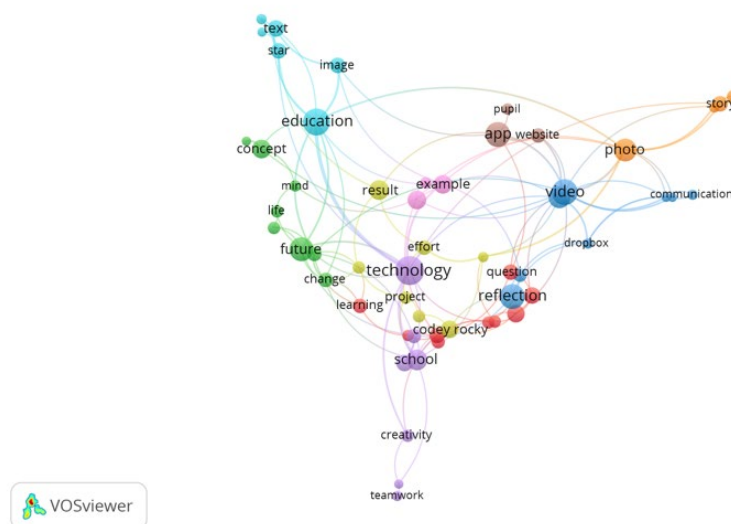 text
star
image
education
story
pupil
app
website
photo
concept
mind
result
example
video
communication
life
effort
dropbox
future
technology
question
change
project
reflection
learning
codey rocky
school
creativity
teamwork
VOSviewer